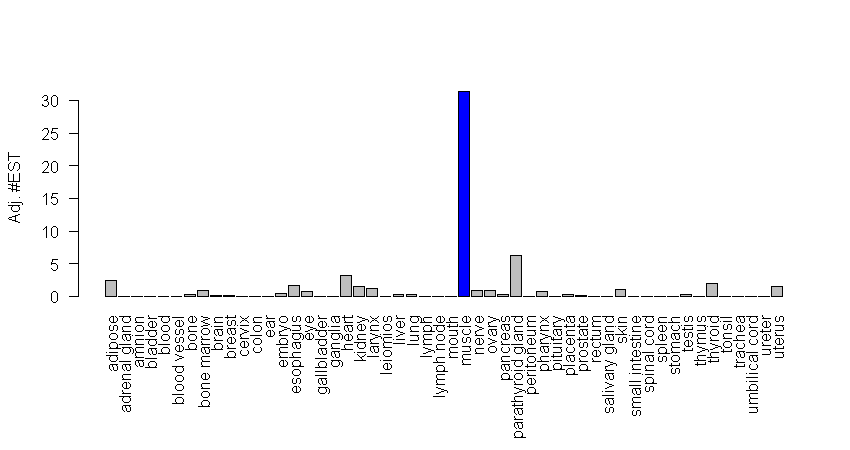 Adj. #EST
30
25
20
15
10
5
0
adipose
adrenal gland
amnion
bladder
blood
blood vessel
bone
bone marrow
brain
breast
cervix
colon
ear
embryo
esophagus
eye
gallbladder
ganglia
heart
kidney
larynx
leiomios
liver
lung
lymph
lymph node
mouth
muscle
nerve
ovary
pancreas
parathyroid gland
peritoneum
pharynx
pituitary
placenta
prostate
rectum
salivary gland
skin
small intestine
spinal cord
spleen
stomach
testis
thymus
thyroid
tonsil
trachea
umbilical cord
ureter
uterus